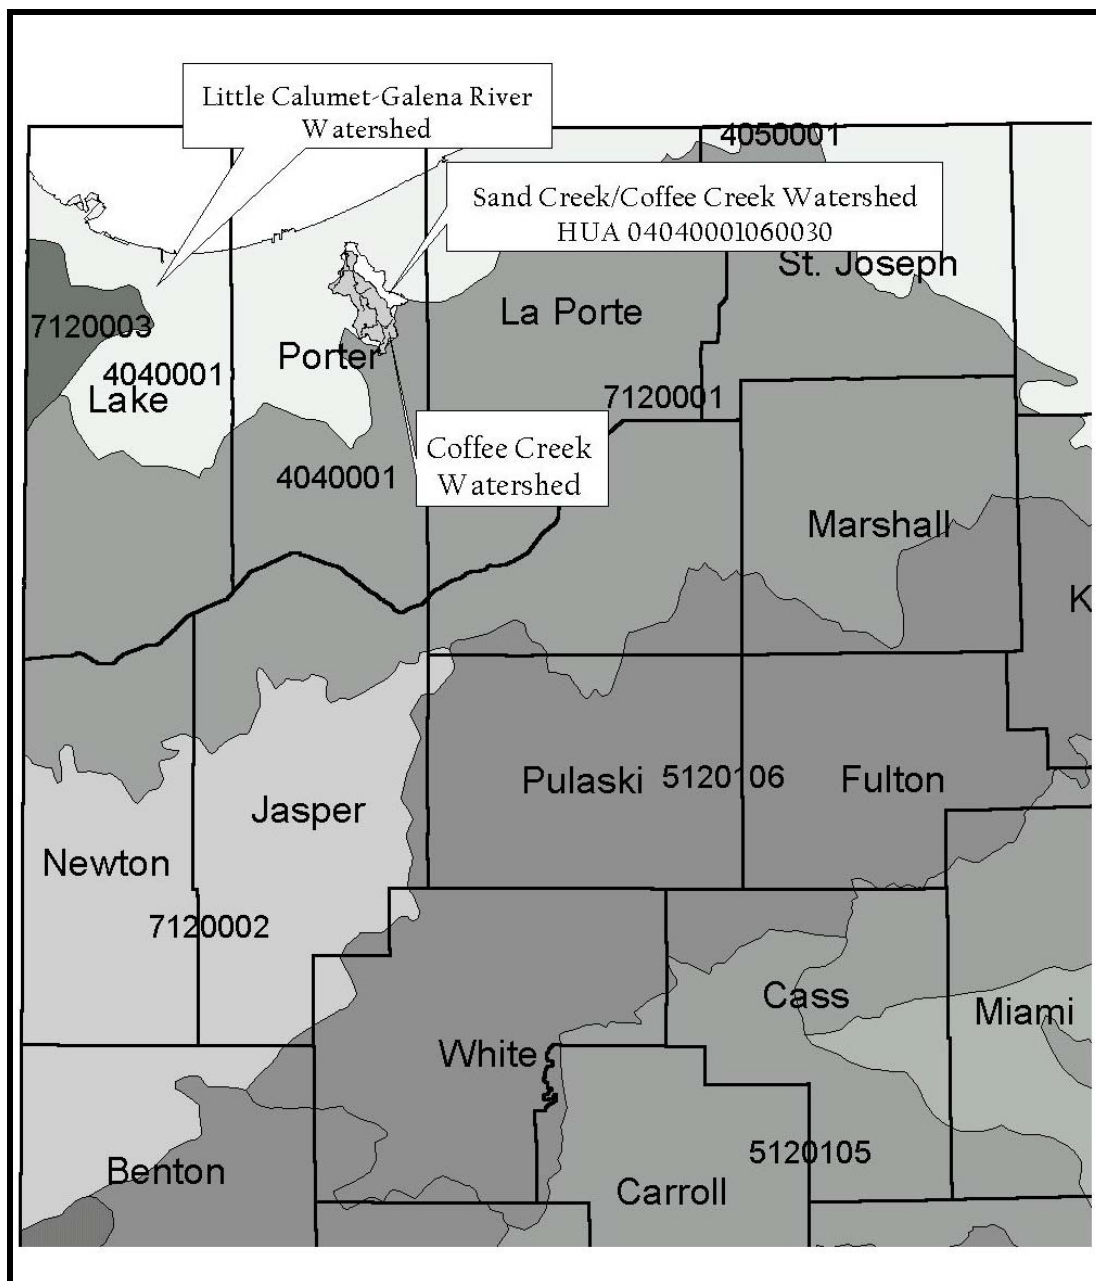 Little Calumet-Galena River
Watershed
4050001
Sand Creek/Coffee Creek Watershed
HUA 04040001060030
St. Joseph
La Porte
7120003
Porter
4040001
Lake
7120001
Coffee Creek
Watershed
4040001
Marshall
K
Pulaski
5120106
Fulton
Jasper
Newton
7120002
Cass
Miami
White
5120105
Benton
Carroll